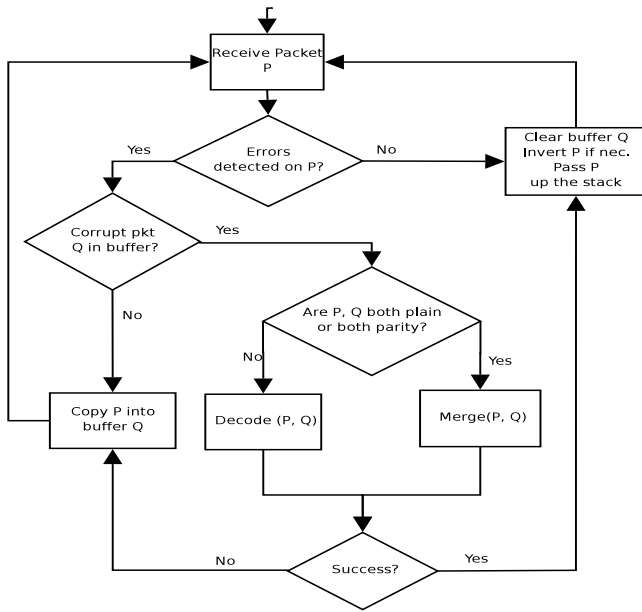 Receive Packet
P
Yes
Errors
detected on P?
No
Clear buffer Q
Invert P if nec.
Pass P
up the stack
Corrupt pkt
Q in buffer?
Yes
Are P, Q both plain
or both parity?
No
No
Yes
Copy P into
buffer Q
Decode (P, Q)
Merge(P, Q)
No
Success?
Yes